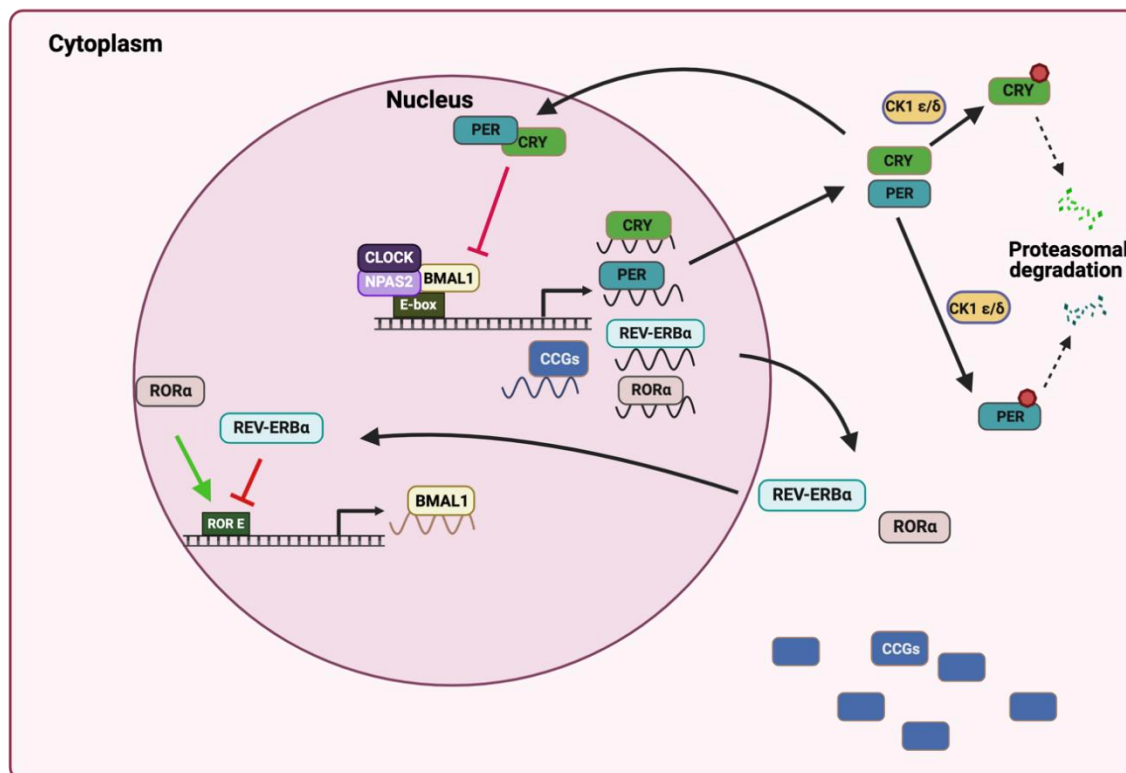 Cytoplasm
Nucleus
PER
CRY
CK1 ε/δ
CRY
CRY
PER
CRY
PER
CLOCK
NPAS2
BMAL1
E-box
Proteasomal
degradation
CK1 ε/δ
REV-ERBα
CCGs
RORα
RORα
PER
REV-ERBα
BMAL1
REV-ERBα
ROR E
RORα
CCGs